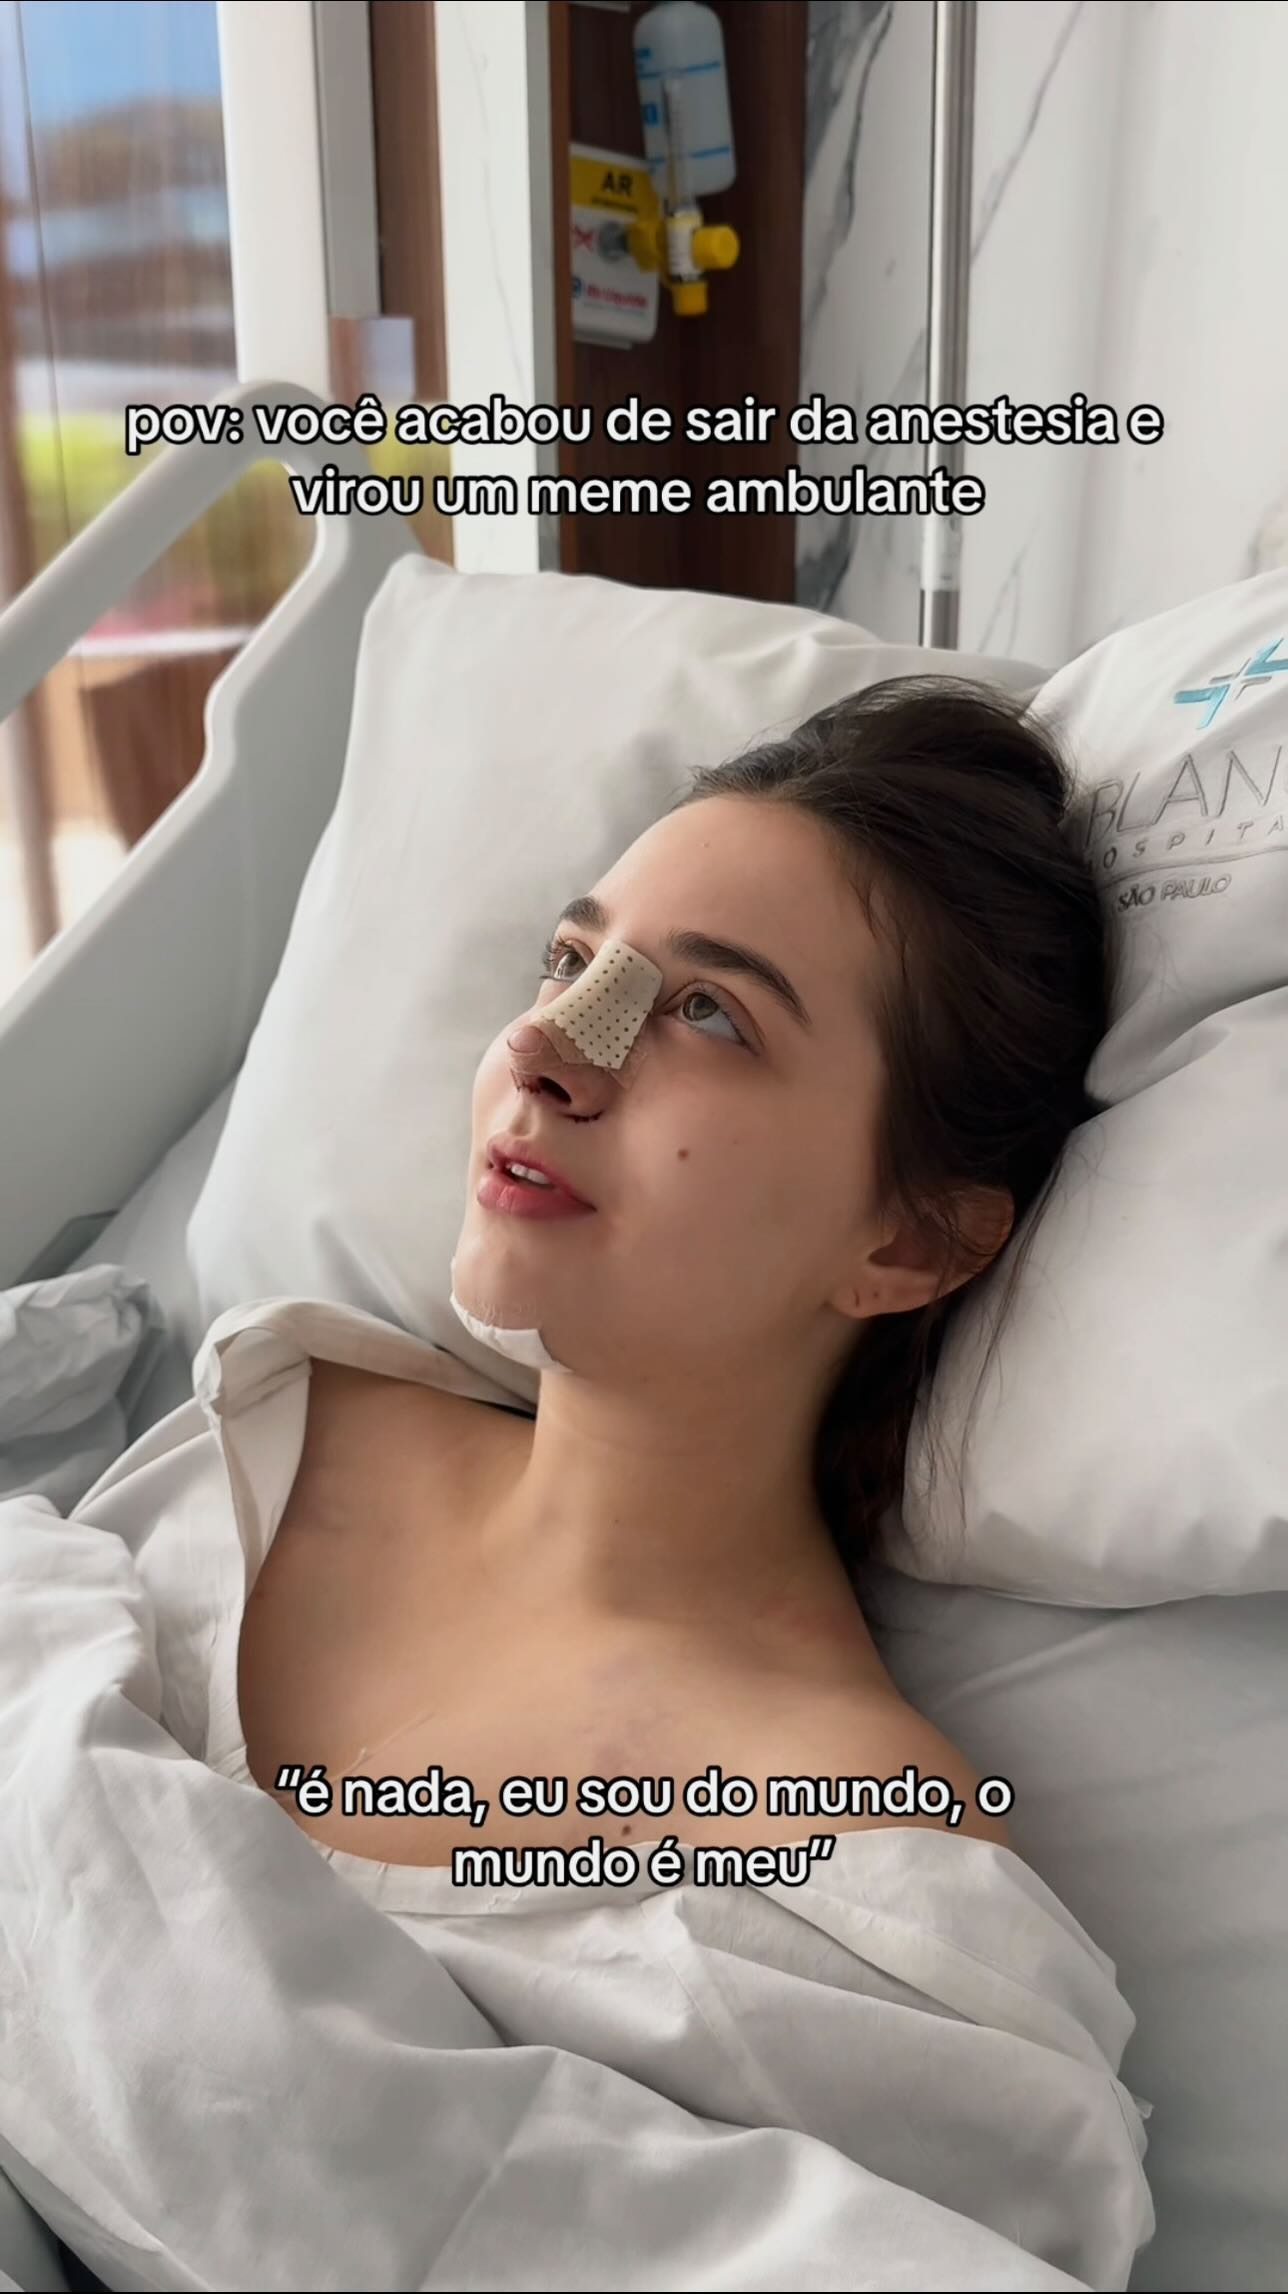 AR
pov: você acabou de sair da anestesia e
virou um meme ambulante
BLAN
OSPITA
SÃO PAULO
"é nada, eu sou do mundo, o
mundo é meu"